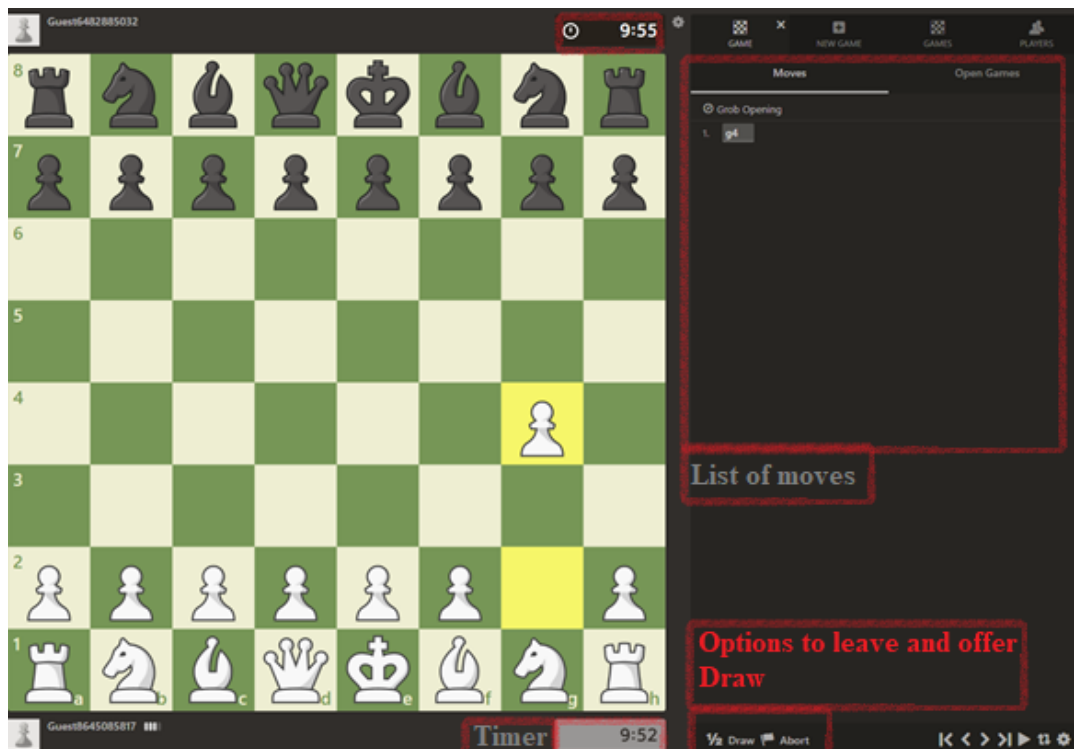 Guest6482885032
9:55
GAME
NEW GAME
GAMES
PLAYERS
Moves
Open Games
Grob Opening
1. g4
8
7
6
5
4
3
2
1
a b c d e f g h
List of moves
Options to leave and offer
Draw
Guest8645085817
Timer
9:52
½ Draw
Abort